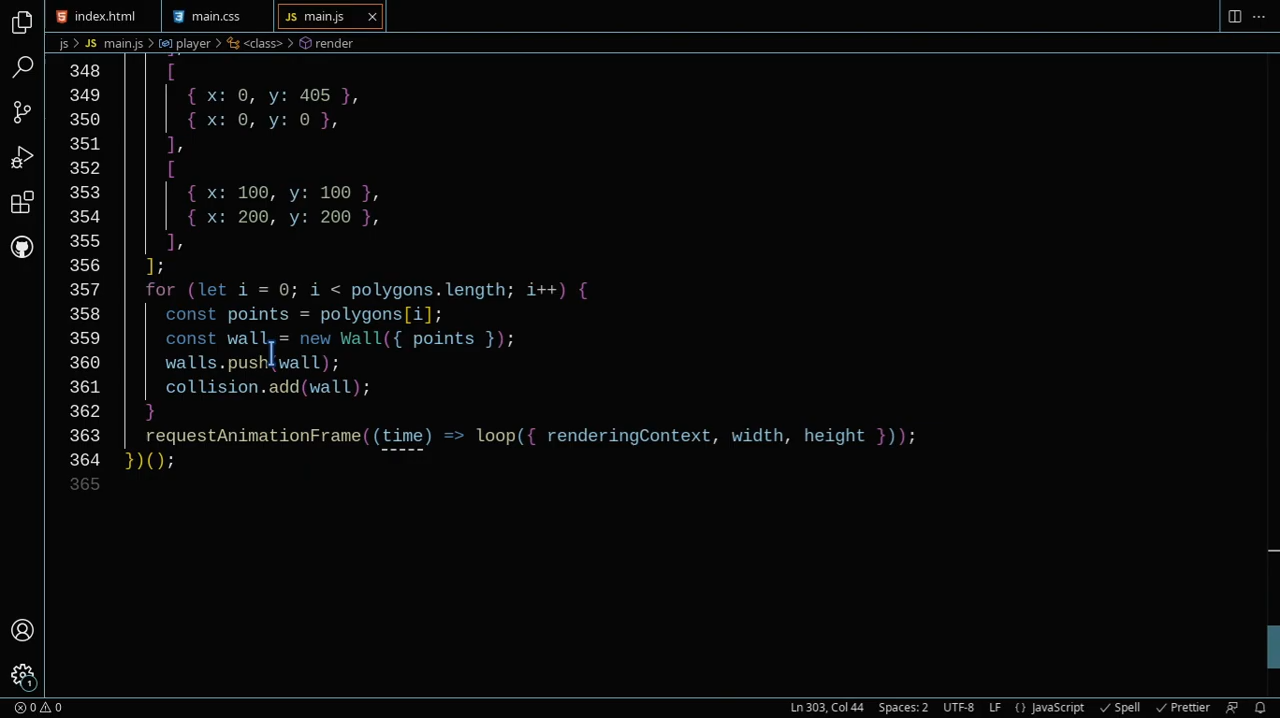 index.html
main.css
JS main.js
js > JS main.js > player > <class> > render
348 [
349 { x: 0, y: 405 },
350 { x: 0, y: 0 },
351 ],
352 [
353 { x: 100, y: 100 },
354 { x: 200, y: 200 },
355 ],
356 ];
357 for (let i = 0; i < polygons.length; i++) {
358 const points = polygons[i];
359 const wall = new Wall({ points });
360 walls.push(wall);
361 collision.add(wall);
362 }
363 requestAnimationFrame((time) => loop({ renderingContext, width, height }));
364 })();
365
1
0 0 Ln 303, Col 44 Spaces: 2 UTF-8 LF {} JavaScript Spell Prettier